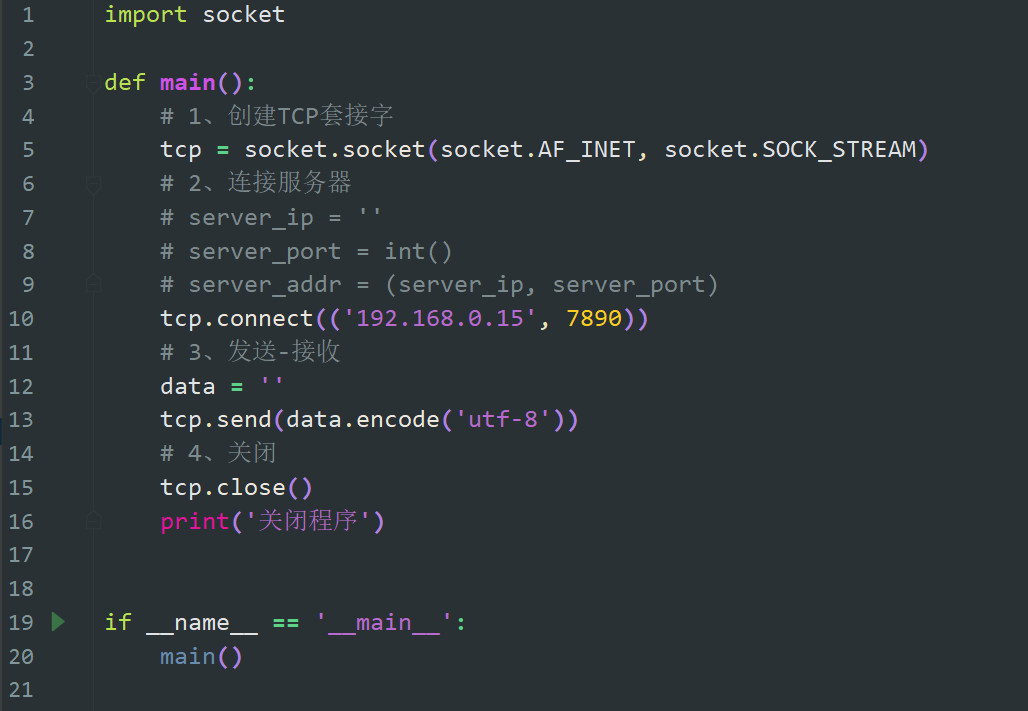 1 import socket
2
3 def main():
4     # 1、创建TCP套接字
5     tcp = socket.socket(socket.AF_INET, socket.SOCK_STREAM)
6     # 2、连接服务器
7     # server_ip = ''
8     # server_port = int()
9     # server_addr = (server_ip, server_port)
10     tcp.connect(('192.168.0.15', 7890))
11     # 3、发送-接收
12     data = ''
13     tcp.send(data.encode('utf-8'))
14     # 4、关闭
15     tcp.close()
16     print('关闭程序')
17
18
19 if __name__ == '__main__':
20     main()
21